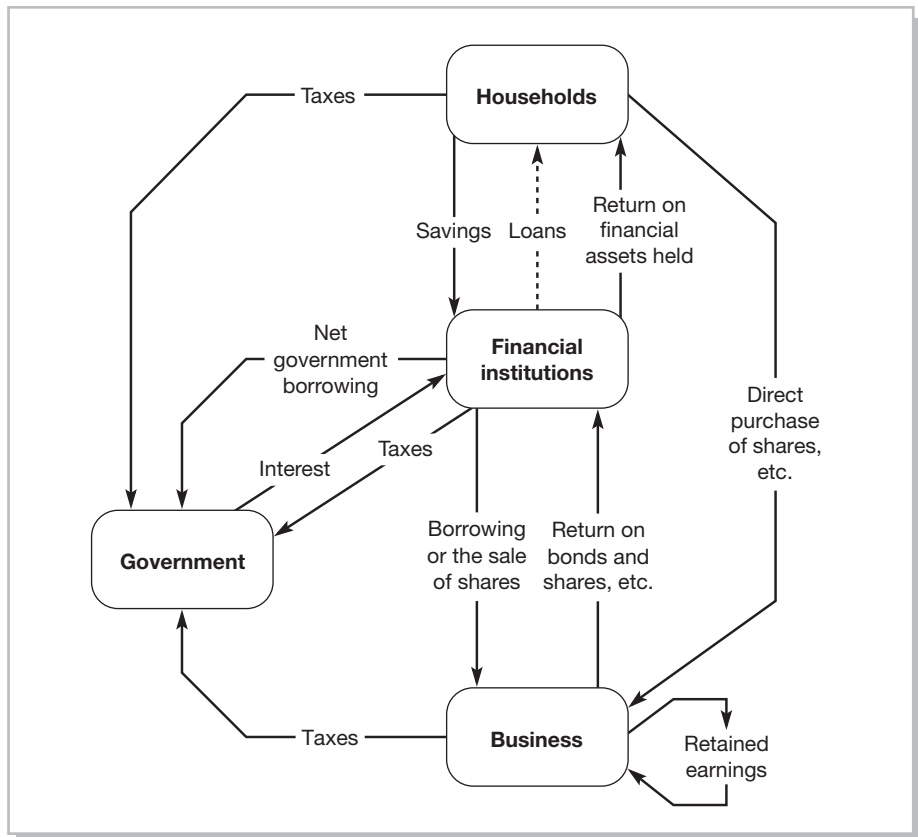 Households
Taxes
Savings
Loans
Return on
financial
assets held
Net
government
borrowing
Financial
institutions
Direct
purchase
of shares,
etc.
Interest
Taxes
Government
Borrowing
or the sale
of shares
Return on
bonds and
shares, etc.
Taxes
Business
Retained
earnings